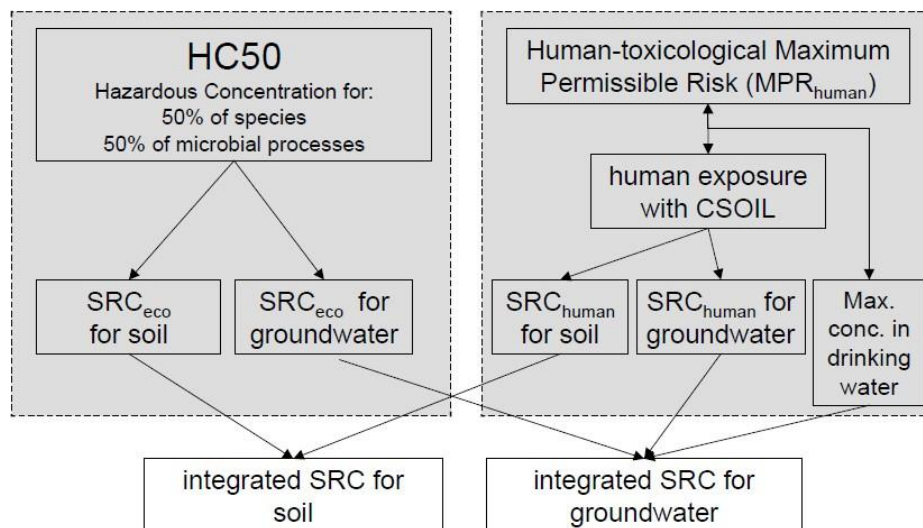 HC50
Hazardous Concentration for:
50% of species
50% of microbial processes
Human-toxicological Maximum
Permissible Risk (MPRhuman)
human exposure
with CSOIL
SRCeco
for soil
SRCeco for
groundwater
SRChuman
for soil
SRChuman for
groundwater
Max.
conc. in
drinking
water
integrated SRC for
soil
integrated SRC for
groundwater